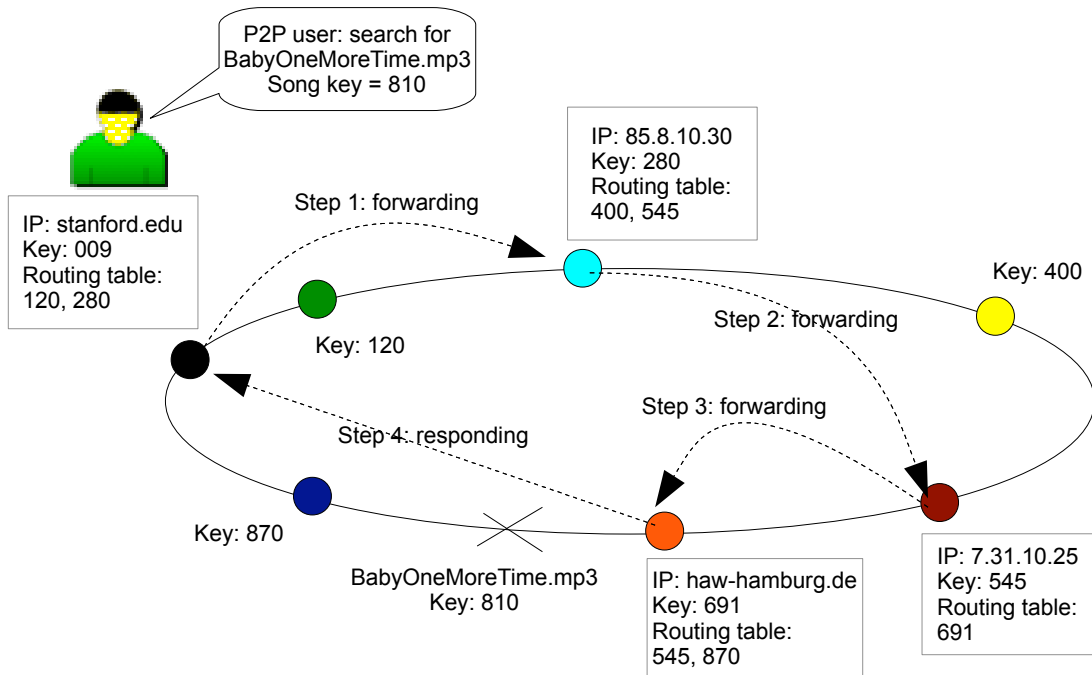 P2P user: search for
BabyOneMoreTime.mp3
Song key = 810
IP: stanford.edu
Key: 009
Routing table:
120, 280
Step 1: forwarding
IP: 85.8.10.30
Key: 280
Routing table:
400, 545
Key: 400
Key: 120
Step 2: forwarding
Step 3: forwarding
Step 4: responding
Key: 870
BabyOneMoreTime.mp3
Key: 810
IP: haw-hamburg.de
Key: 691
Routing table:
545, 870
IP: 7.31.10.25
Key: 545
Routing table:
691